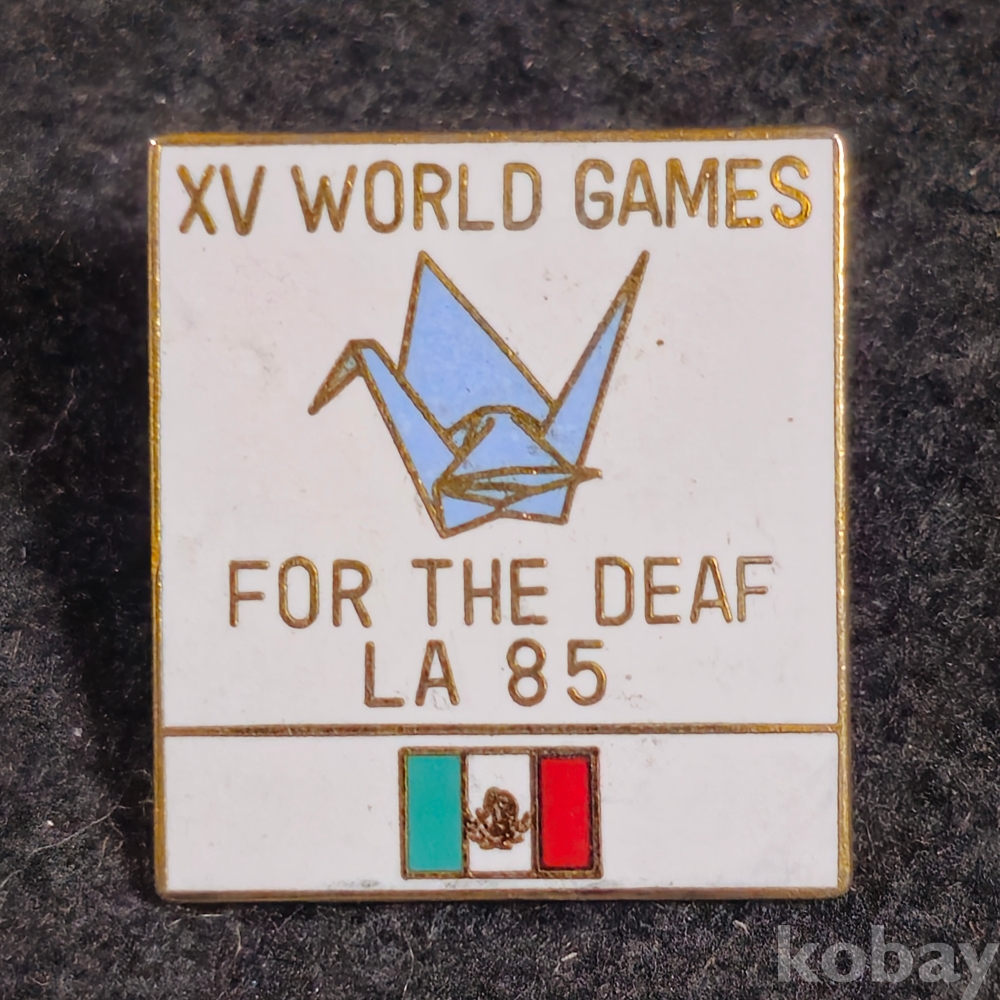 XV WORLD GAMES
FOR THE DEAF
LA 85
kobay